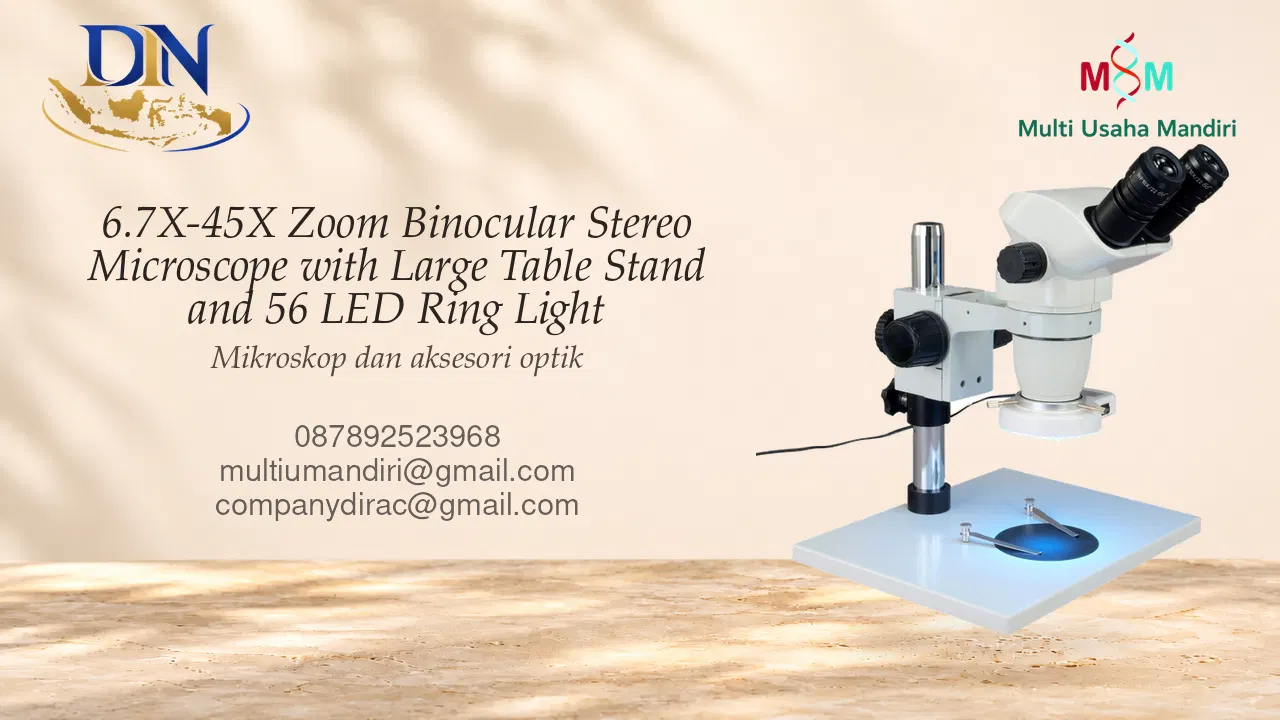 DIN
M M
Multi Usaha Mandiri
6.7X-45X Zoom Binocular Stereo
Microscope with Large Table Stand
and 56 LED Ring Light
Mikroskop dan aksesori optik
087892523968
multiumandiri@gmail.com
companydirac@gmail.com